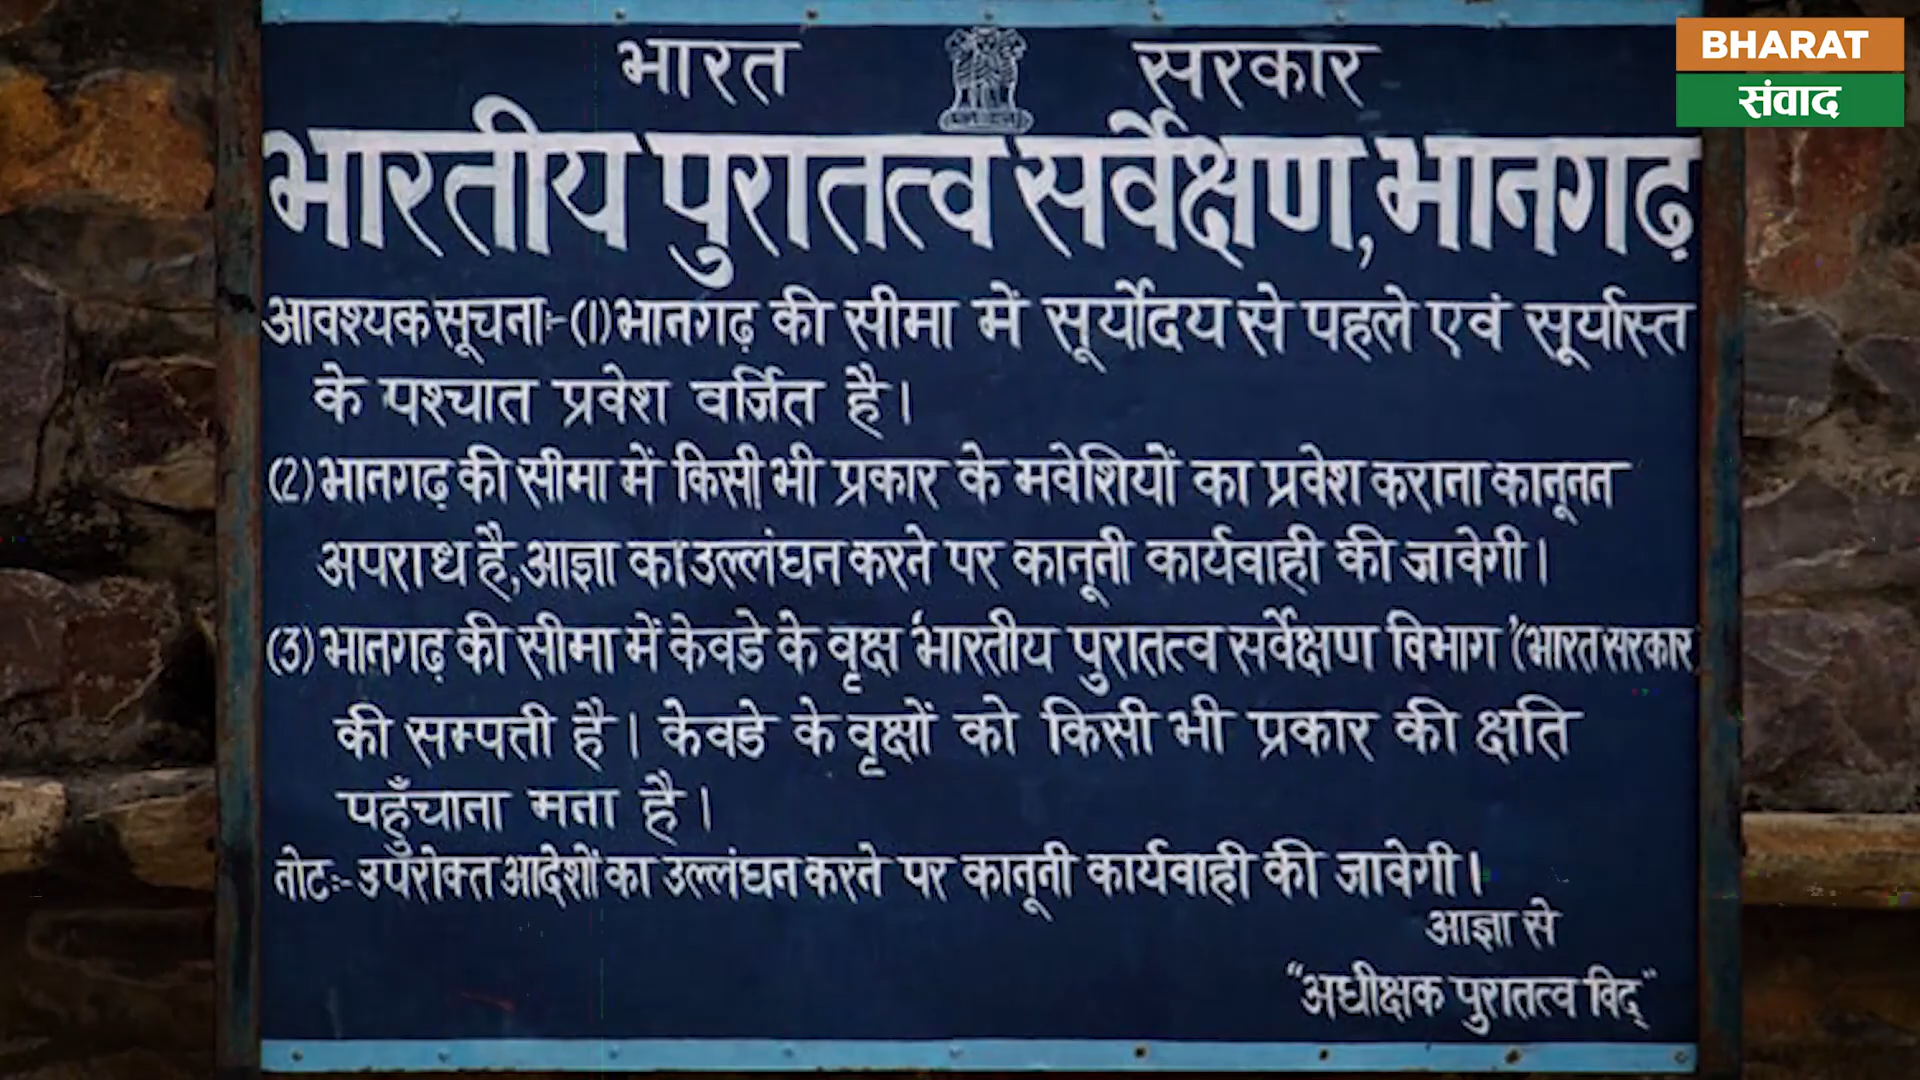 BHARAT
संवाद
भारत सरकार
भारतीय पुरातत्व सर्वेक्षण, भानगढ़
आवश्यक सूचनाः-(1) भानगढ़ की सीमा में सूर्योदय से पहले एवं सूर्यास्त
के पश्चात प्रवेश वर्जित है।
(2) भानगढ़ की सीमा में किसी भी प्रकार के मवेशियों का प्रवेश कराना कानूनन
अपराध है, आज्ञा का उल्लंघन करने पर कानूनी कार्यवाही की जावेगी।
(3) भानगढ़ की सीमा में केवडे के वृक्ष 'भारतीय पुरातत्व सर्वेक्षण विभाग' (भारत सरकार)
की सम्पत्ती है। केवडे के वृक्षों को किसी भी प्रकार की क्षति
पहुँचाना मना है।
नोटः- उपरोक्त आदेशों का उल्लंघन करने पर कानूनी कार्यवाही की जावेगी।
आज्ञा से
"अधीक्षक पुरातत्व विद्"